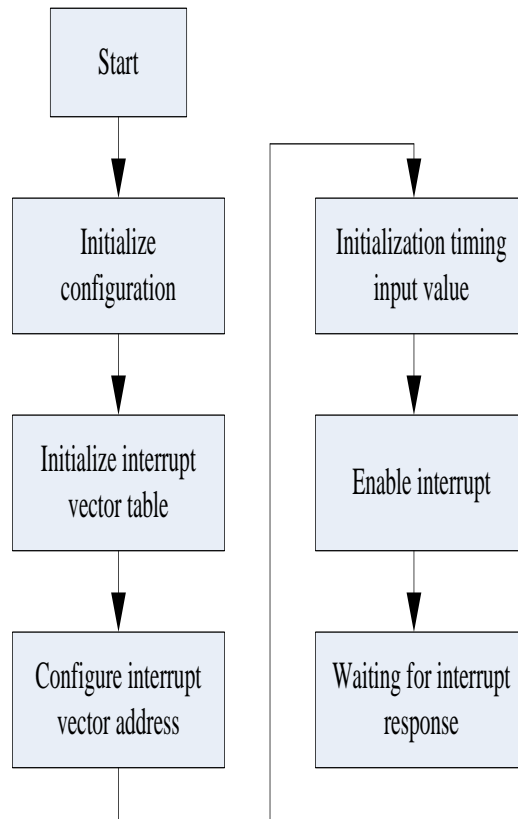 Start
Initialize
configuration
Initialize interrupt
vector table
Configure interrupt
vector address
Initialization timing
input value
Enable interrupt
Waiting for interrupt
response